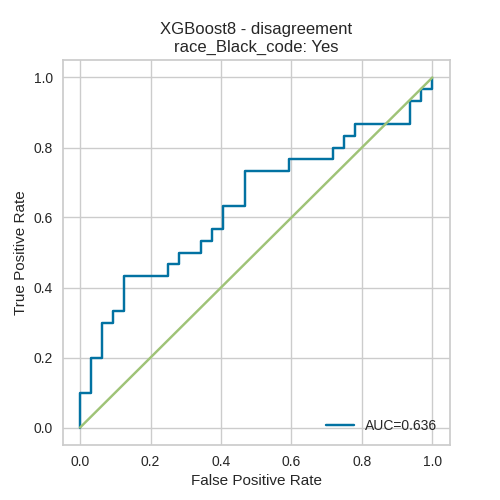 XGBoost8 - disagreement
race_Black_code: Yes
True Positive Rate
1.0
0.8
0.6
0.4
0.2
0.0
AUC=0.636
0.0 0.2 0.4 0.6 0.8 1.0
False Positive Rate